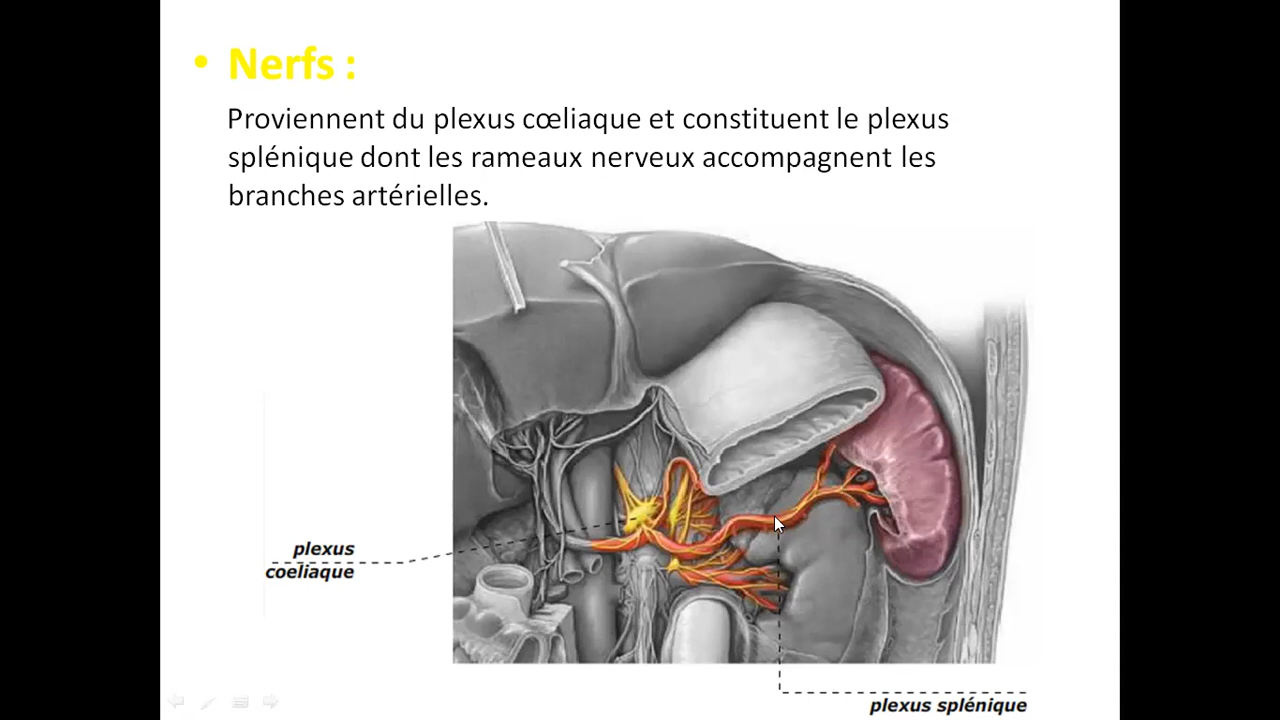 • Nerfs :
Proviennent du plexus cœliaque et constituent le plexus
splénique dont les rameaux nerveux accompagnent les
branches artérielles.
plexus
coeliaque
plexus splénique